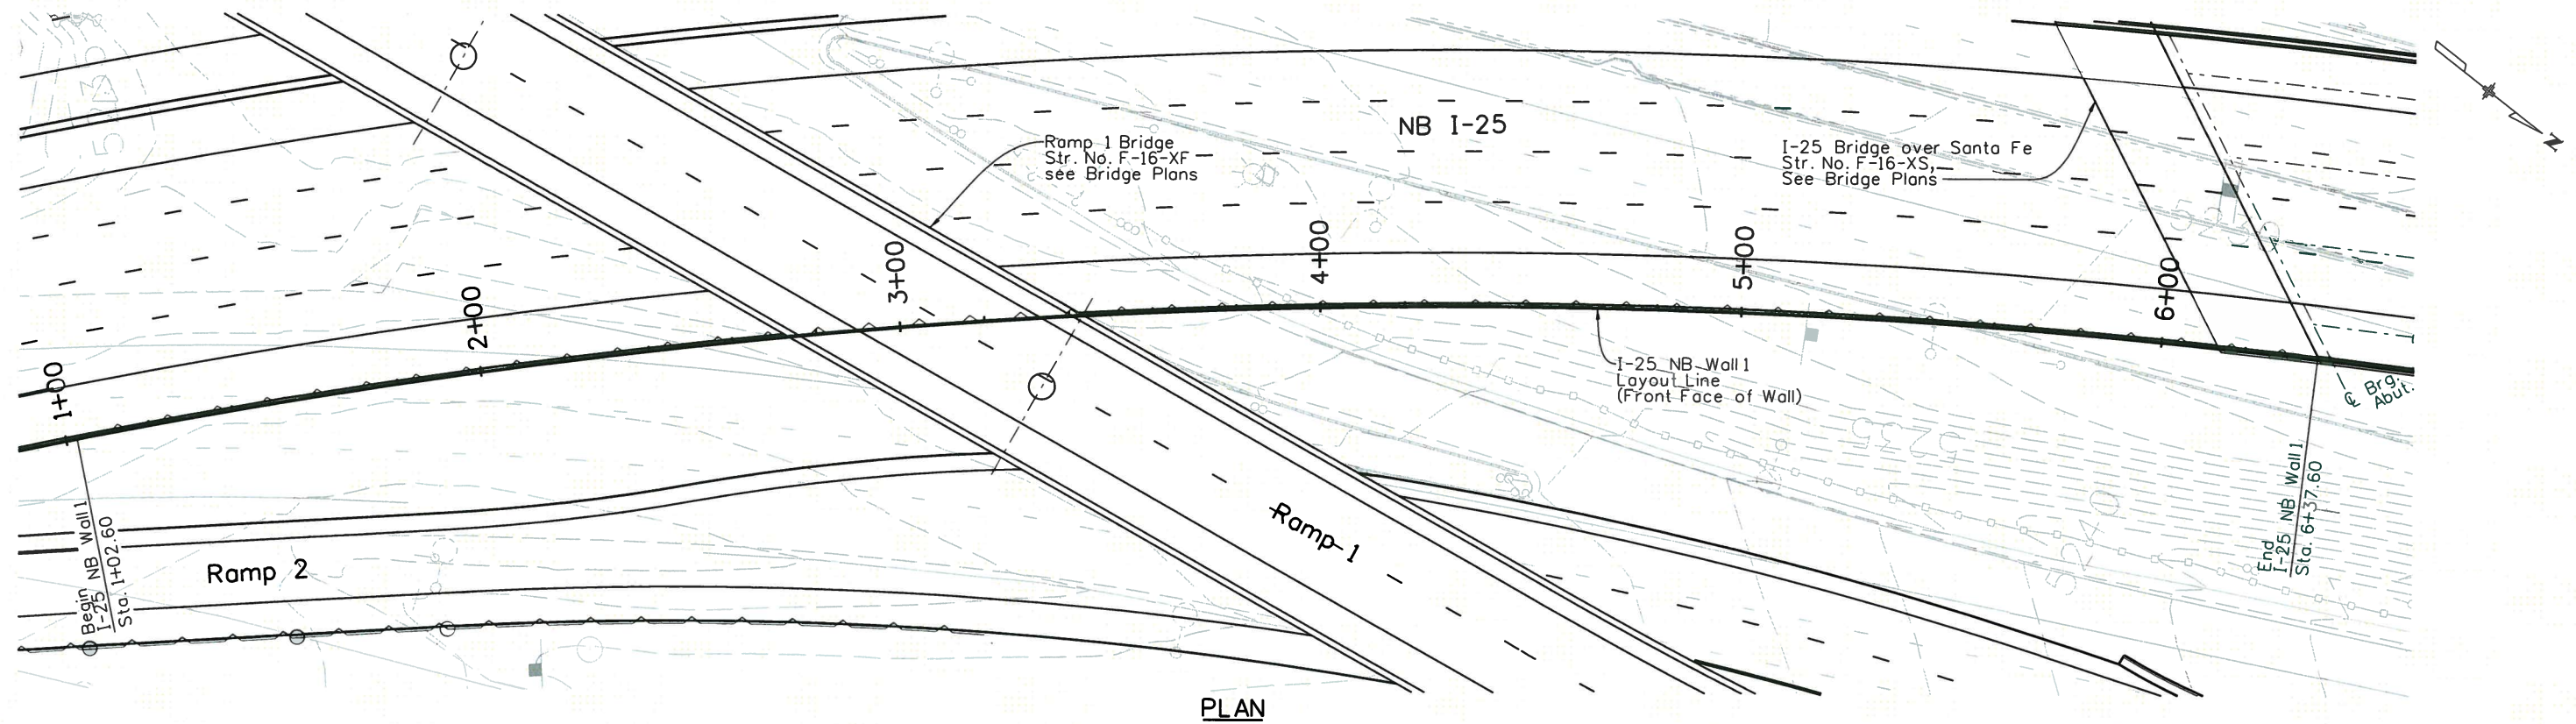 NB I-25
Ramp 1 Bridge
Str. No. F-16-XF
see Bridge Plans
I-25 Bridge over Santa Fe
Str. No. F-16-XS,
See Bridge Plans
N
1+00
2+00
3+00
4+00
5+00
6+00
I-25 NB Wall 1
Layout Line
(Front Face of Wall)
℄ Brg.
Abut.
5235
5240
Begin
I-25 NB Wall 1
Sta. 1+02.60
End
I-25 NB Wall 1
Sta. 6+37.60
Ramp 2
Ramp 1
PLAN